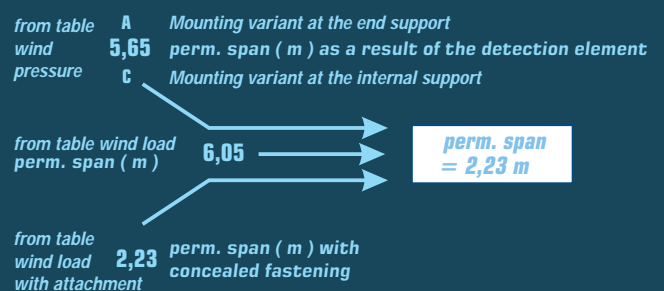 from table A Mounting variant at the end support
wind 5,65 perm. span ( m ) as a result of the detection element
pressure C Mounting variant at the internal support
from table wind load
perm. span ( m ) 6,05
perm. span
= 2,23 m
from table
wind load 2,23 perm. span ( m ) with
with attachment concealed fastening